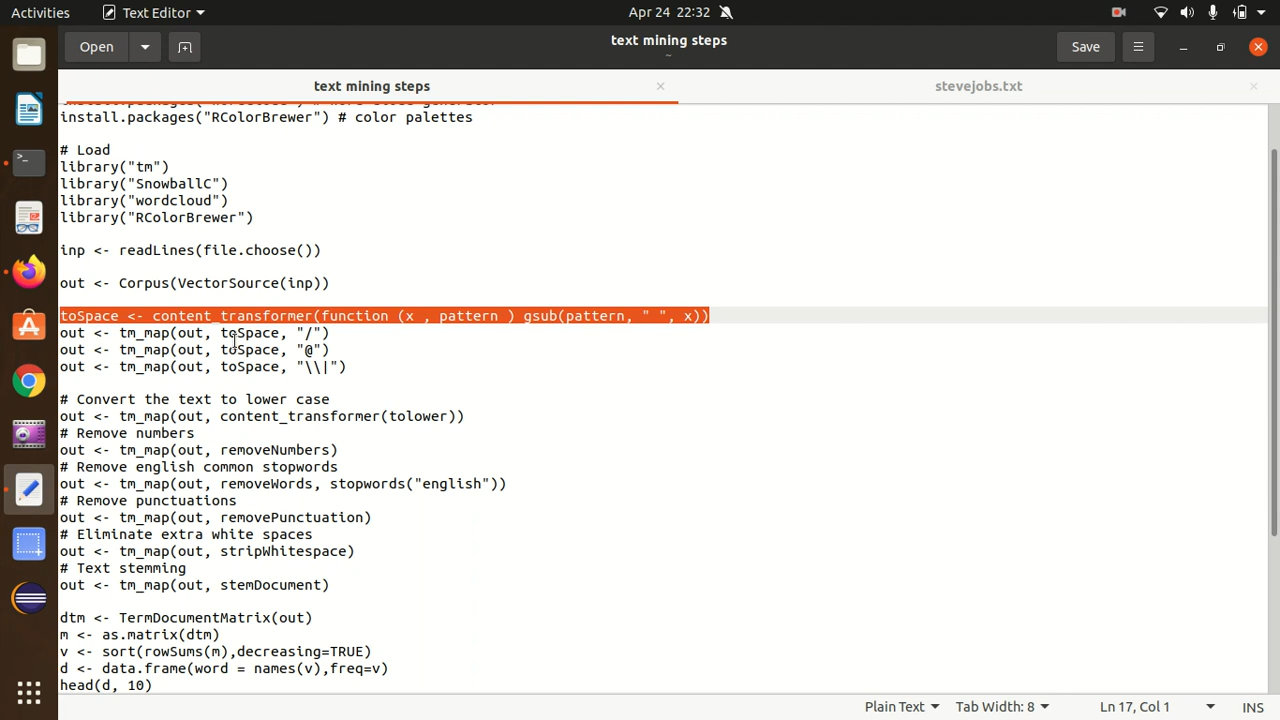 Activities
Text Editor
Apr 24 22:32
Open
text mining steps
~
Save
text mining steps
stevejobs.txt
install.packages("RColorBrewer") # color palettes
# Load
library("tm")
library("SnowballC")
library("wordcloud")
library("RColorBrewer")
inp <- readLines(file.choose())
out <- Corpus(VectorSource(inp))
toSpace <- content_transformer(function (x , pattern ) gsub(pattern, " ", x))
out <- tm_map(out, toSpace, "/")
out <- tm_map(out, toSpace, "@")
out <- tm_map(out, toSpace, "\\|")
# Convert the text to lower case
out <- tm_map(out, content_transformer(tolower))
# Remove numbers
out <- tm_map(out, removeNumbers)
# Remove english common stopwords
out <- tm_map(out, removeWords, stopwords("english"))
# Remove punctuations
out <- tm_map(out, removePunctuation)
# Eliminate extra white spaces
out <- tm_map(out, stripWhitespace)
# Text stemming
out <- tm_map(out, stemDocument)
dtm <- TermDocumentMatrix(out)
m <- as.matrix(dtm)
v <- sort(rowSums(m),decreasing=TRUE)
d <- data.frame(word = names(v),freq=v)
head(d, 10)
Plain Text
Tab Width: 8
Ln 17, Col 1
INS